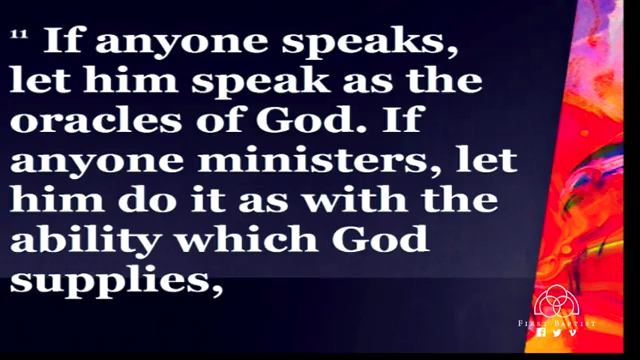 11 If anyone speaks,
let him speak as the
oracles of God. If
anyone ministers, let
him do it as with the
ability which God
supplies,
First Baptist